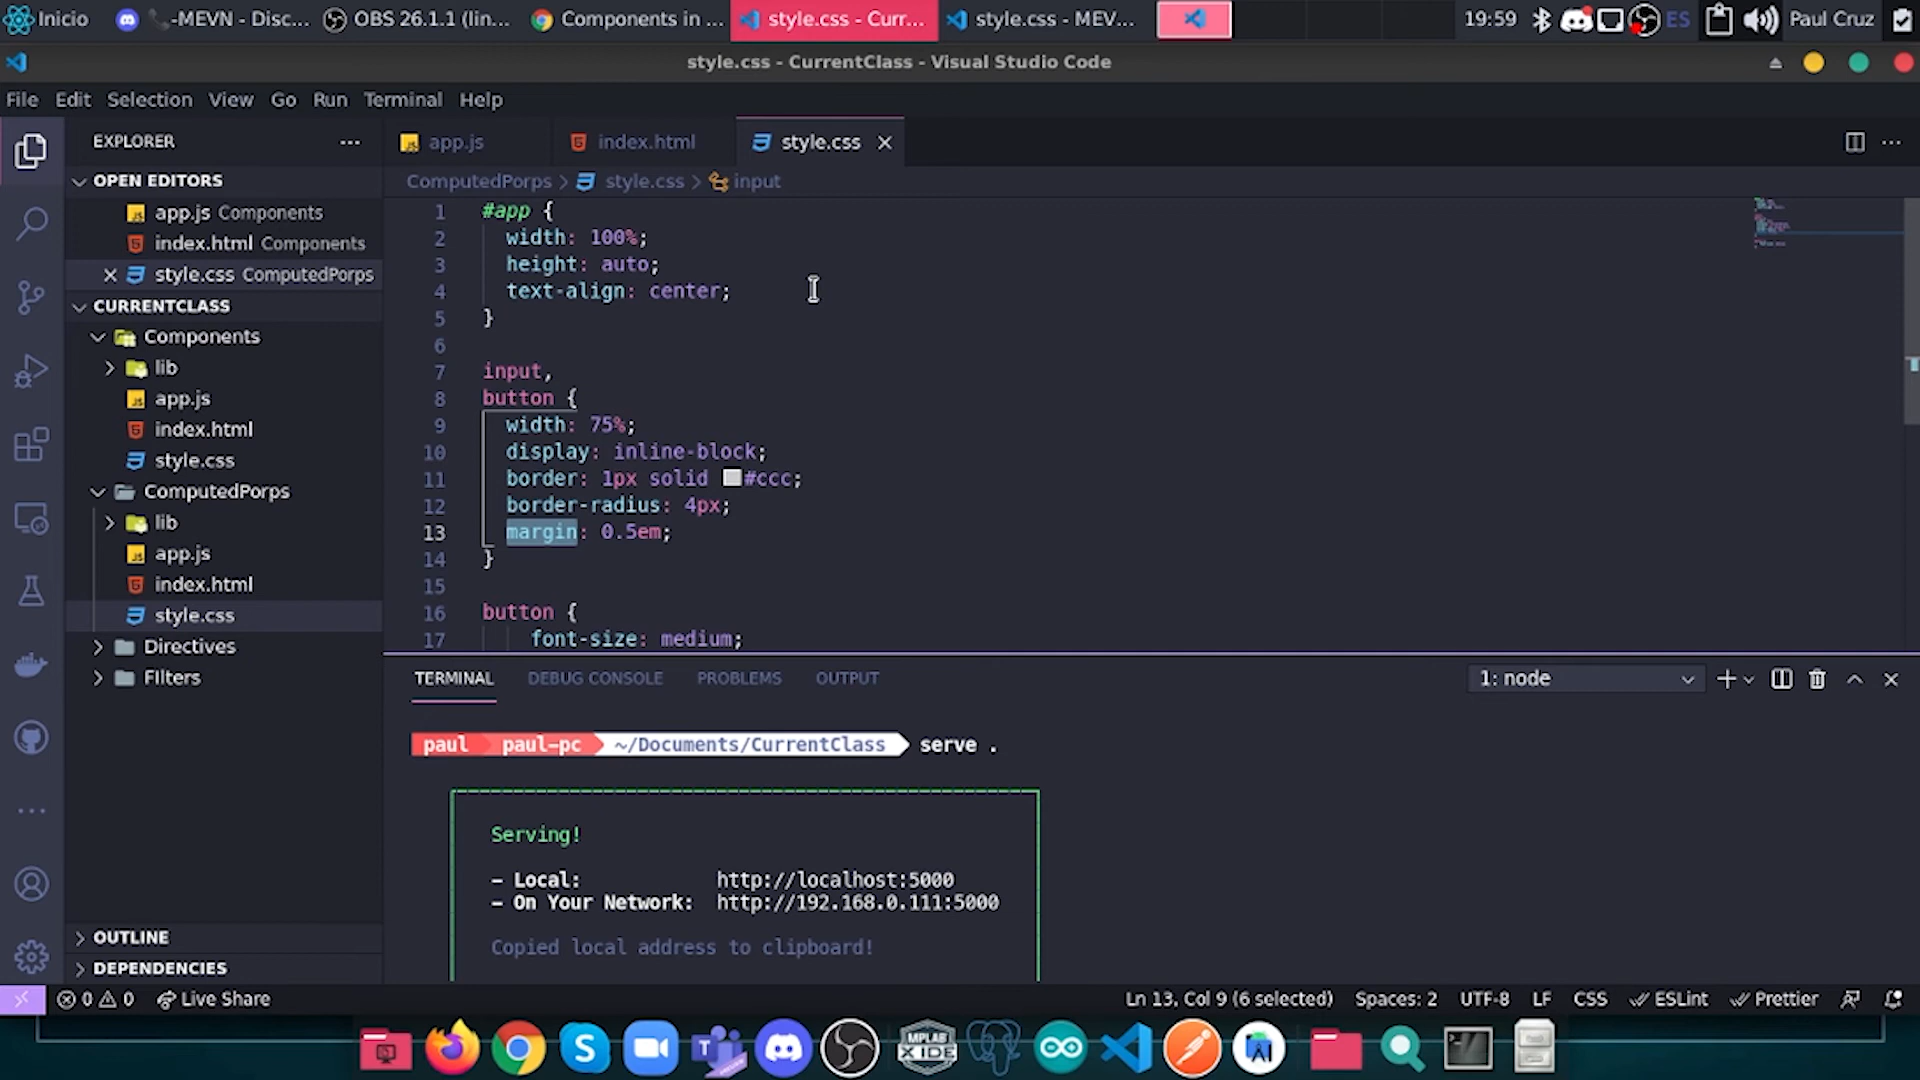 Inicio
📞-MEVN - Disc...
OBS 26.1.1 (lin...
Components in ...
style.css - Curr...
style.css - MEV...
19:59
ES
Paul Cruz
style.css - CurrentClass - Visual Studio Code
File Edit Selection View Go Run Terminal Help
EXPLORER
OPEN EDITORS
app.js Components
index.html Components
style.css ComputedPorps
CURRENTCLASS
Components
lib
app.js
index.html
style.css
ComputedPorps
lib
app.js
index.html
style.css
Directives
FIlters
OUTLINE
DEPENDENCIES
app.js
index.html
style.css
ComputedPorps > style.css > input
1 #app {
2 width: 100%;
3 height: auto;
4 text-align: center;
5 }
6
7 input,
8 button {
9 width: 75%;
10 display: inline-block;
11 border: 1px solid #ccc;
12 border-radius: 4px;
13 margin: 0.5em;
14 }
15
16 button {
17 font-size: medium;
TERMINAL DEBUG CONSOLE PROBLEMS OUTPUT
1: node
paul paul-pc ~/Documents/CurrentClass serve .
Serving!
- Local: http://localhost:5000
- On Your Network: http://192.168.0.111:5000
Copied local address to clipboard!
0 0 Live Share
Ln 13, Col 9 (6 selected) Spaces: 2 UTF-8 LF CSS ESLint Prettier
MPLAB
X IDE